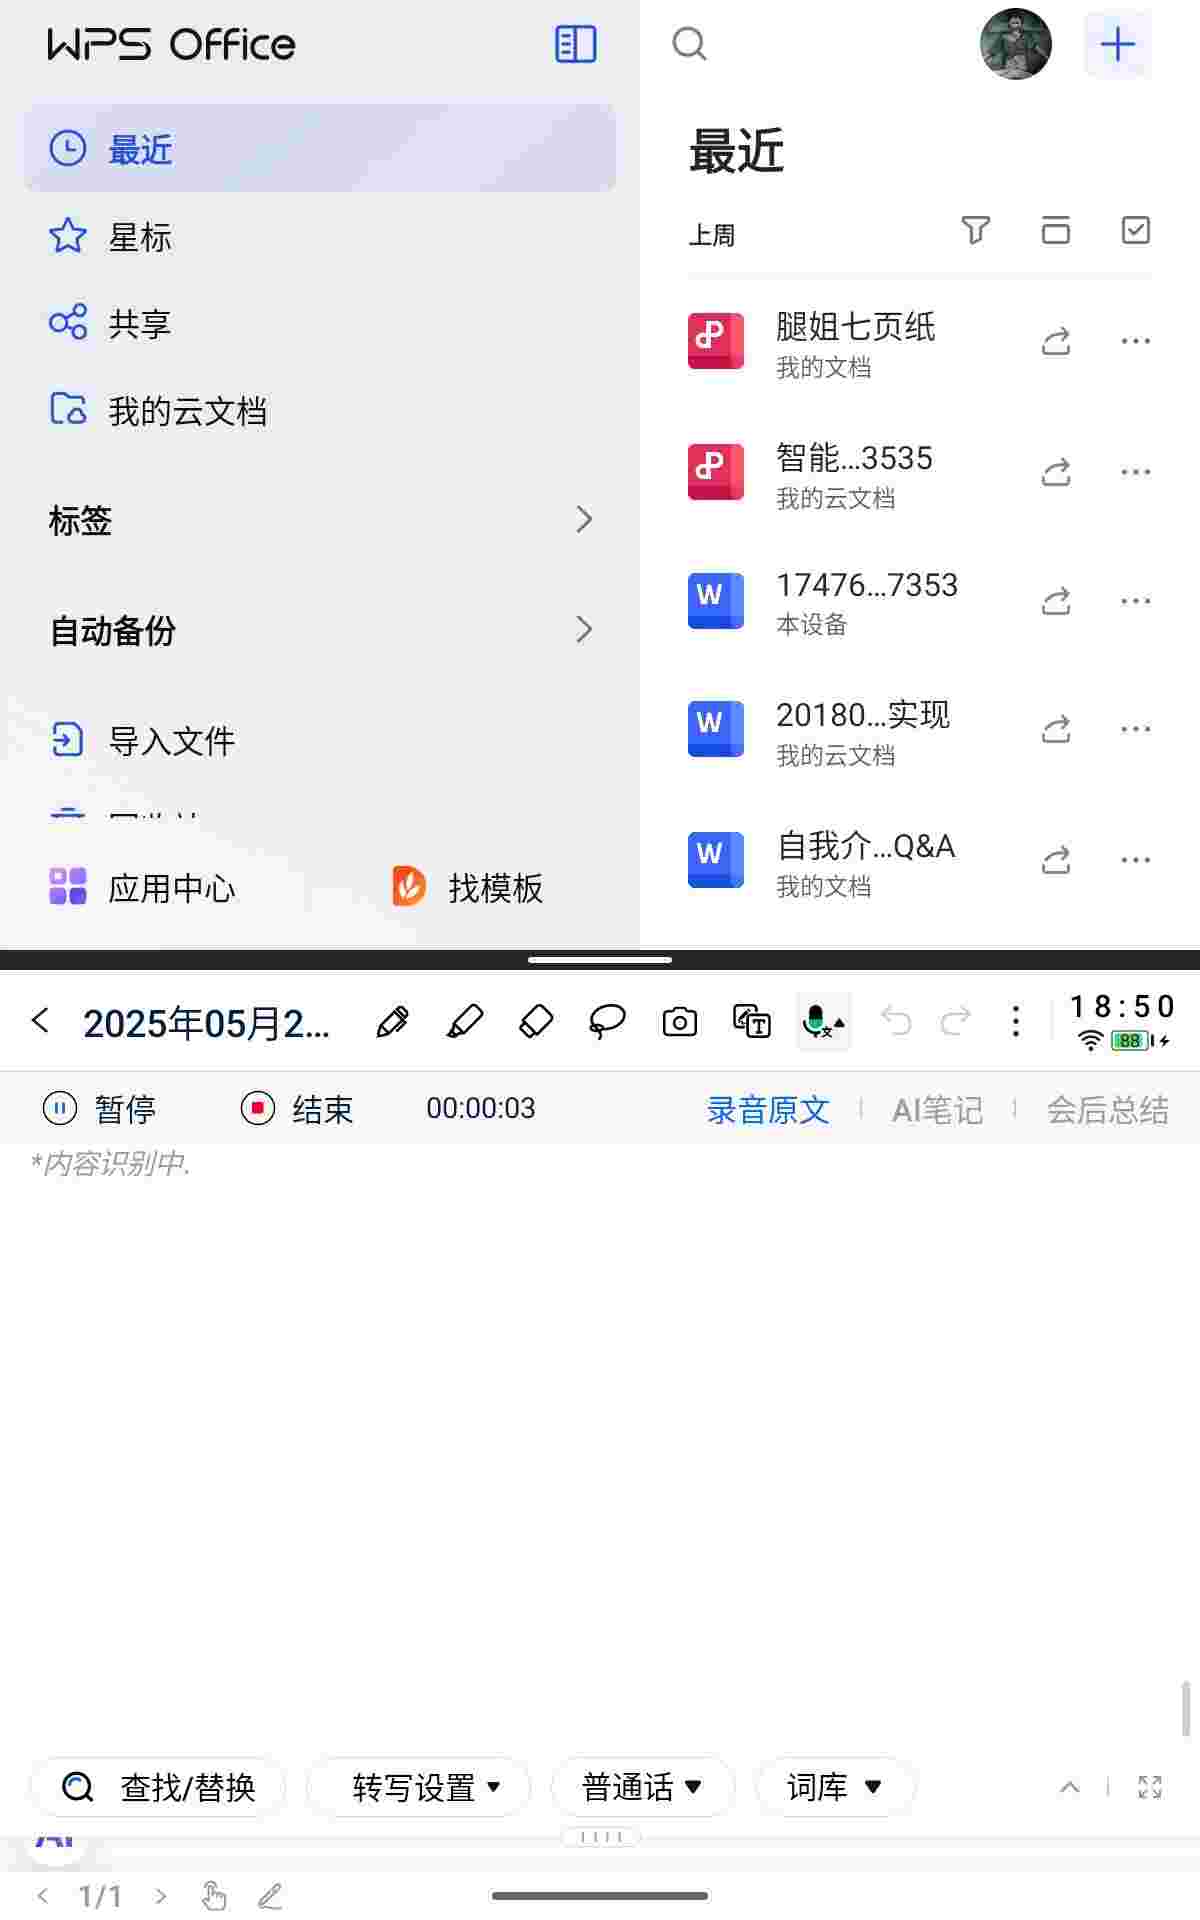 WPS Office
最近
星标
共享
我的云文档
标签
自动备份
导入文件
应用中心
找模板
最近
上周
腿姐七页纸
我的文档
智能...3535
我的云文档
17476...7353
本设备
20180...实现
我的云文档
自我介...Q&A
我的文档
2025年05月2...
18:50
88
暂停
结束
00:00:03
录音原文
AI笔记
会后总结
*内容识别中.
查找/替换
转写设置
普通话
词库
1/1